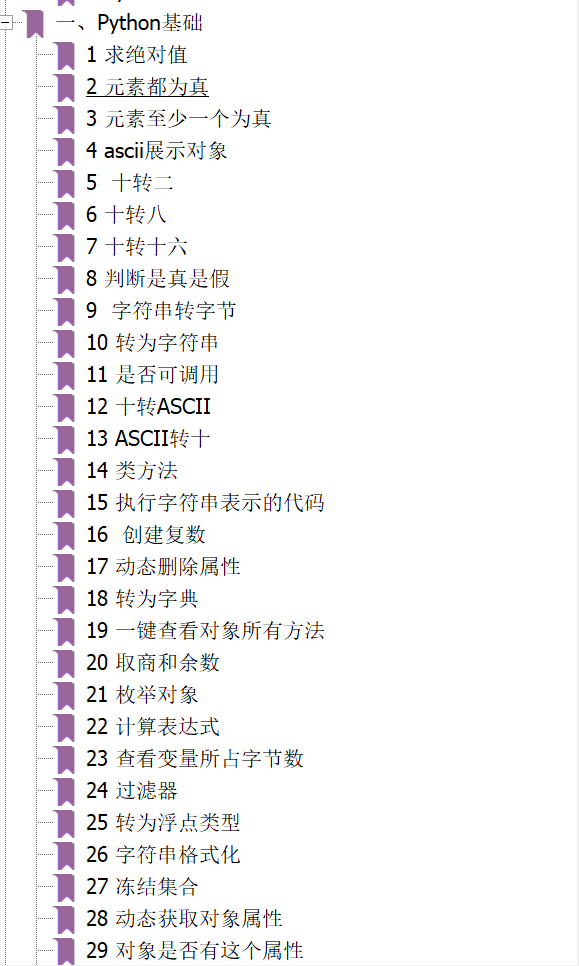 一、Python基础
1 求绝对值
2 元素都为真
3 元素至少一个为真
4 ascii展示对象
5 十转二
6 十转八
7 十转十六
8 判断是真是假
9 字符串转字节
10 转为字符串
11 是否可调用
12 十转ASCII
13 ASCII转十
14 类方法
15 执行字符串表示的代码
16 创建复数
17 动态删除属性
18 转为字典
19 一键查看对象所有方法
20 取商和余数
21 枚举对象
22 计算表达式
23 查看变量所占字节数
24 过滤器
25 转为浮点类型
26 字符串格式化
27 冻结集合
28 动态获取对象属性
29 对象是否有这个属性